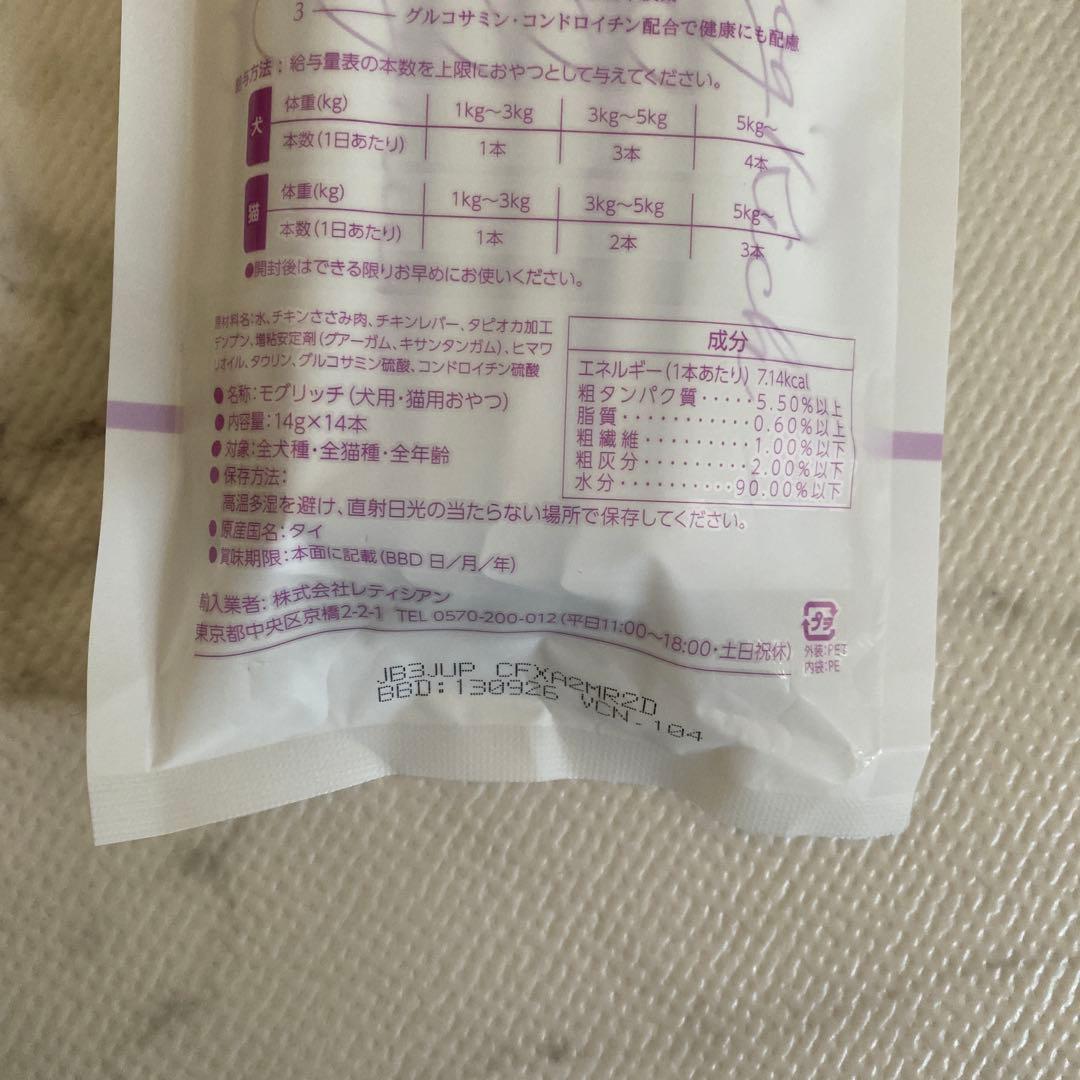 3 グルコサミン・コンドロイチン配合で健康にも配慮
給与方法：給与量表の本数を上限におやつとして与えてください。
犬
体重(kg) 1kg〜3kg 3kg〜5kg 5kg〜
本数(1日あたり) 1本 3本 4本
猫
体重(kg) 1kg〜3kg 3kg〜5kg 5kg〜
本数(1日あたり) 1本 2本 3本
●開封後はできる限りお早めにお使いください。
原材料名:水、チキンささみ肉、チキンレバー、タピオカ加工
デンプン、増粘安定剤(グアーガム、キサンタンガム)、ヒマワ
リオイル、タウリン、グルコサミン硫酸、コンドロイチン硫酸
●名称:モグリッチ(犬用・猫用おやつ)
●内容量:14g×14本
●対象:全犬種・全猫種・全年齢
●保存方法:
高温多湿を避け、直射日光の当たらない場所で保存してください。
●原産国名:タイ
●賞味期限:本面に記載(BBD 日/月/年)
成分
エネルギー(1本あたり) 7.14kcal
粗タンパク質・・・・・5.50%以上
脂質・・・・・・・・・・・0.60%以上
粗繊維・・・・・・・・・1.00%以下
粗灰分・・・・・・・・・2.00%以下
水分・・・・・・・・・・90.00%以下
輸入業者:株式会社レティシアン
東京都中央区京橋2-2-1 TEL 0570-200-012(平日11:00〜18:00・土日祝休)
プラ
外装:PET
内袋:PE
JB3JUP CFXA2MR2D
BBD:130926 VCN-104